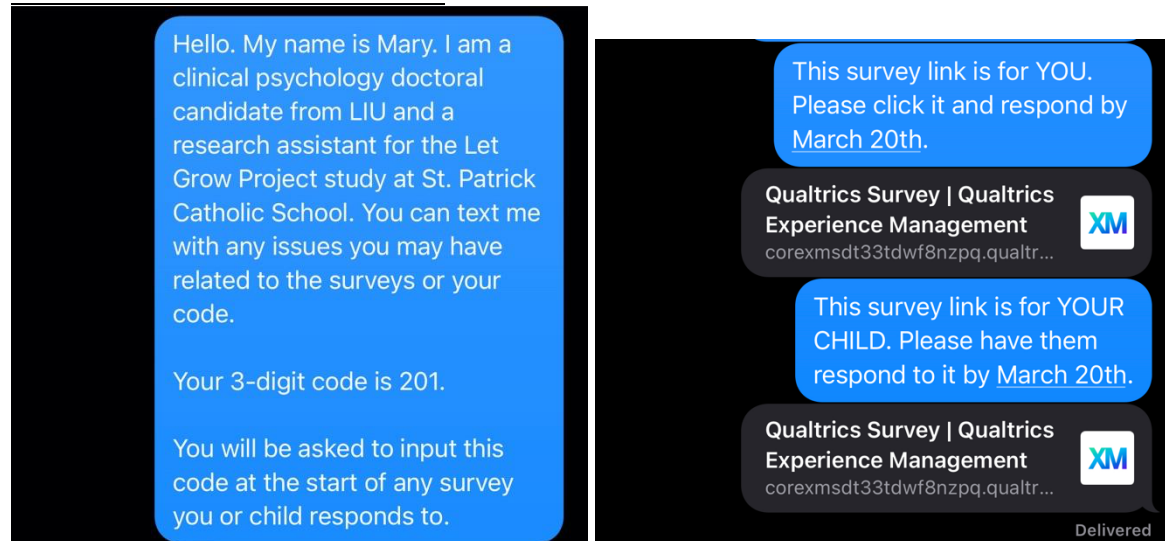 Hello. My name is Mary. I am a
clinical psychology doctoral
candidate from LIU and a
research assistant for the Let
Grow Project study at St. Patrick
Catholic School. You can text me
with any issues you may have
related to the surveys or your
code.
Your 3-digit code is 201.
You will be asked to input this
code at the start of any survey
you or child responds to.
This survey link is for YOU.
Please click it and respond by
March 20th.
Qualtrics Survey | Qualtrics
Experience Management
XM
corexmsdt33tdwf8nzpq.qualtr...
This survey link is for YOUR
CHILD. Please have them
respond to it by March 20th.
Qualtrics Survey | Qualtrics
Experience Management
XM
corexmsdt33tdwf8nzpq.qualtr...
Delivered